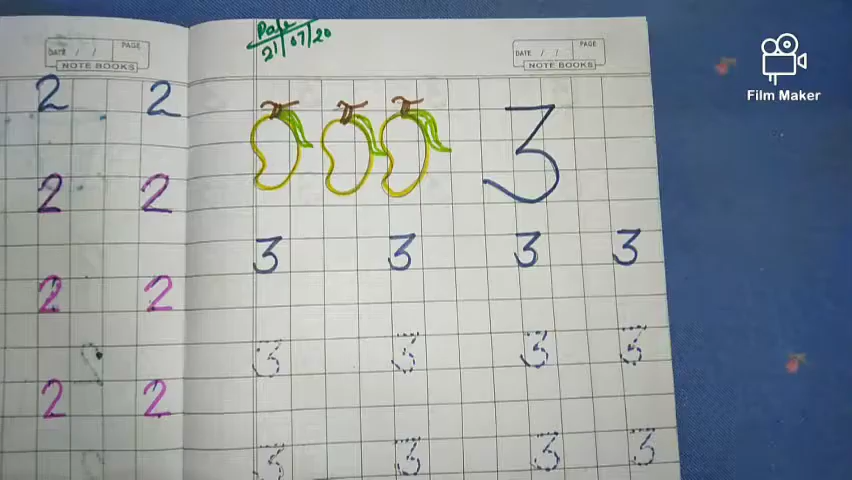 Date
21/07/20
DATE / / PAGE
NOTE BOOKS
DATE / / PAGE
NOTE BOOKS
Film Maker
2 2
2 2
2 2
2 2
3
3 3 3 3
3 3 3 3
3 3 3 3